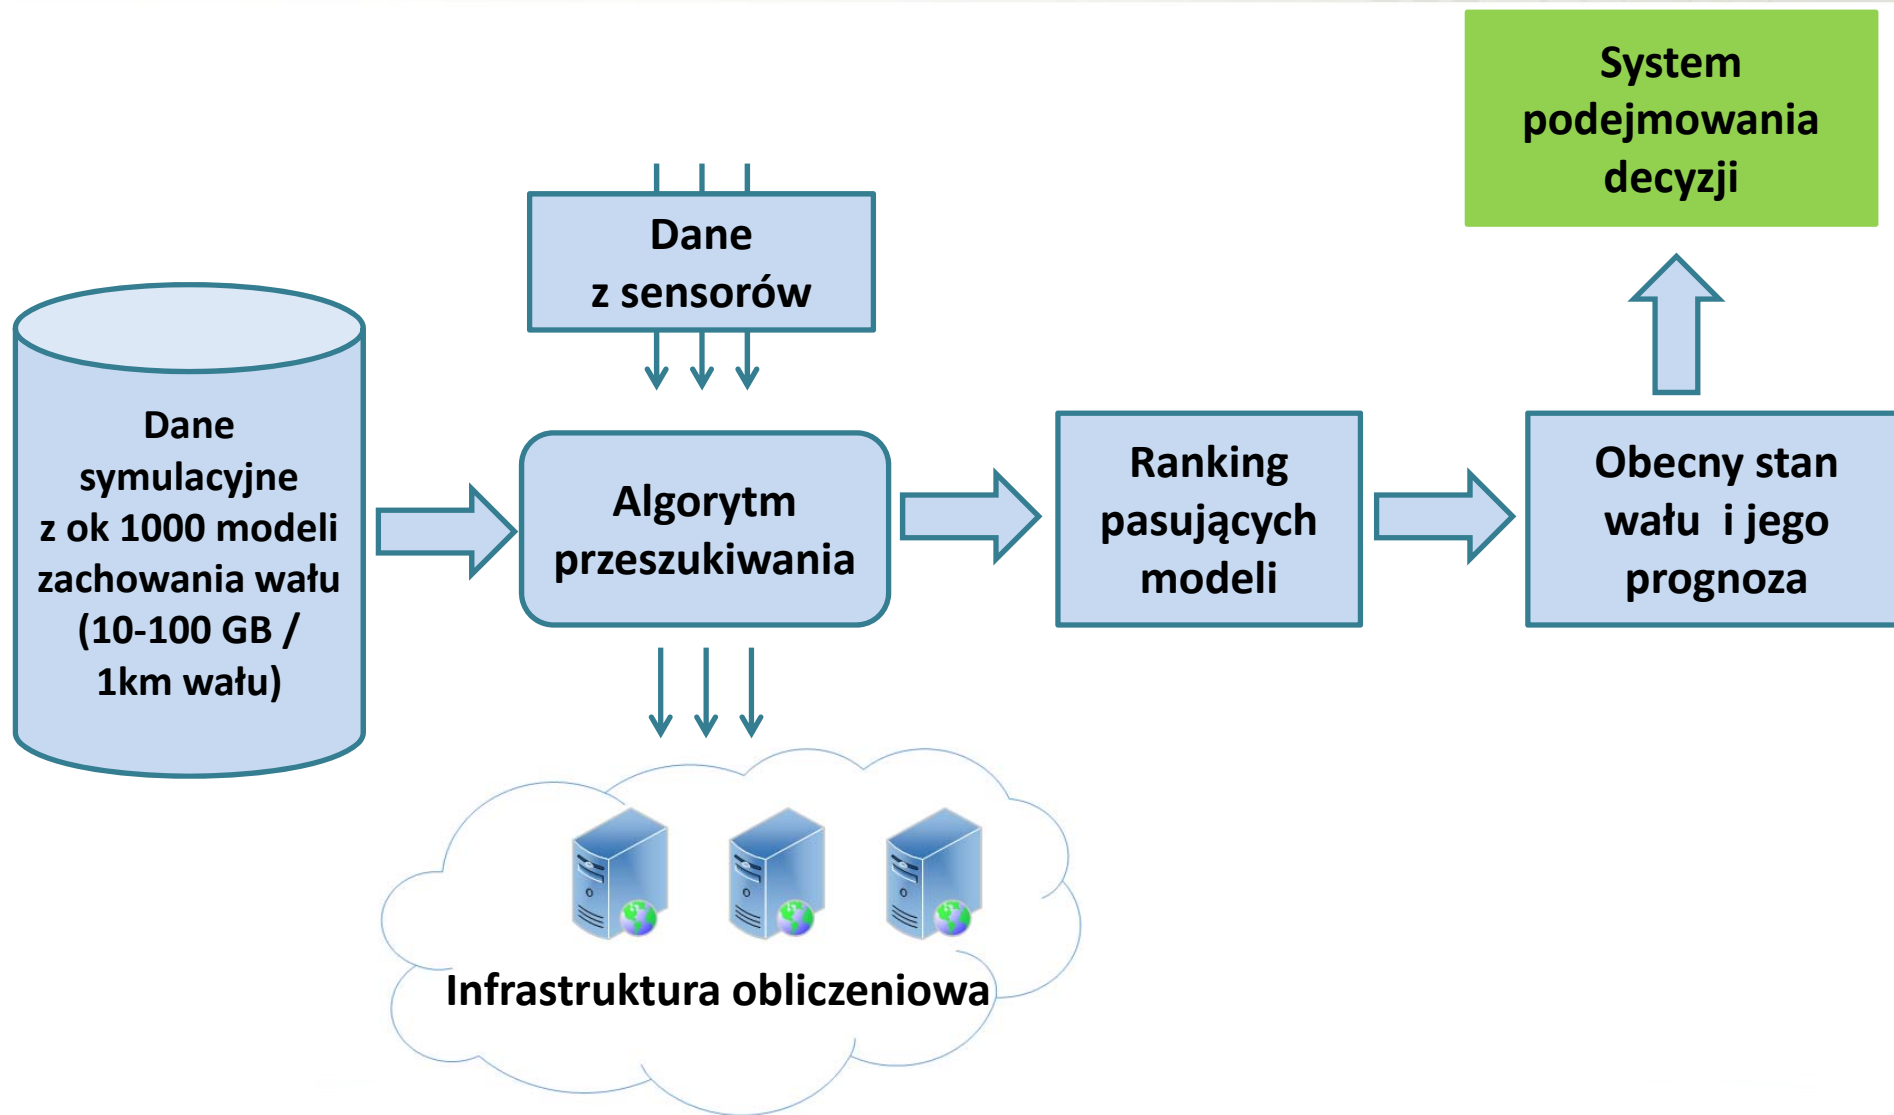 System
podejmowania
decyzji
Dane
z sensorów
Dane
symulacyjne
z ok 1000 modeli
zachowania wału
(10-100 GB /
1km wału)
Algorytm
przeszukiwania
Ranking
pasujących
modeli
Obecny stan
wału  i jego
prognoza
Infrastruktura obliczeniowa